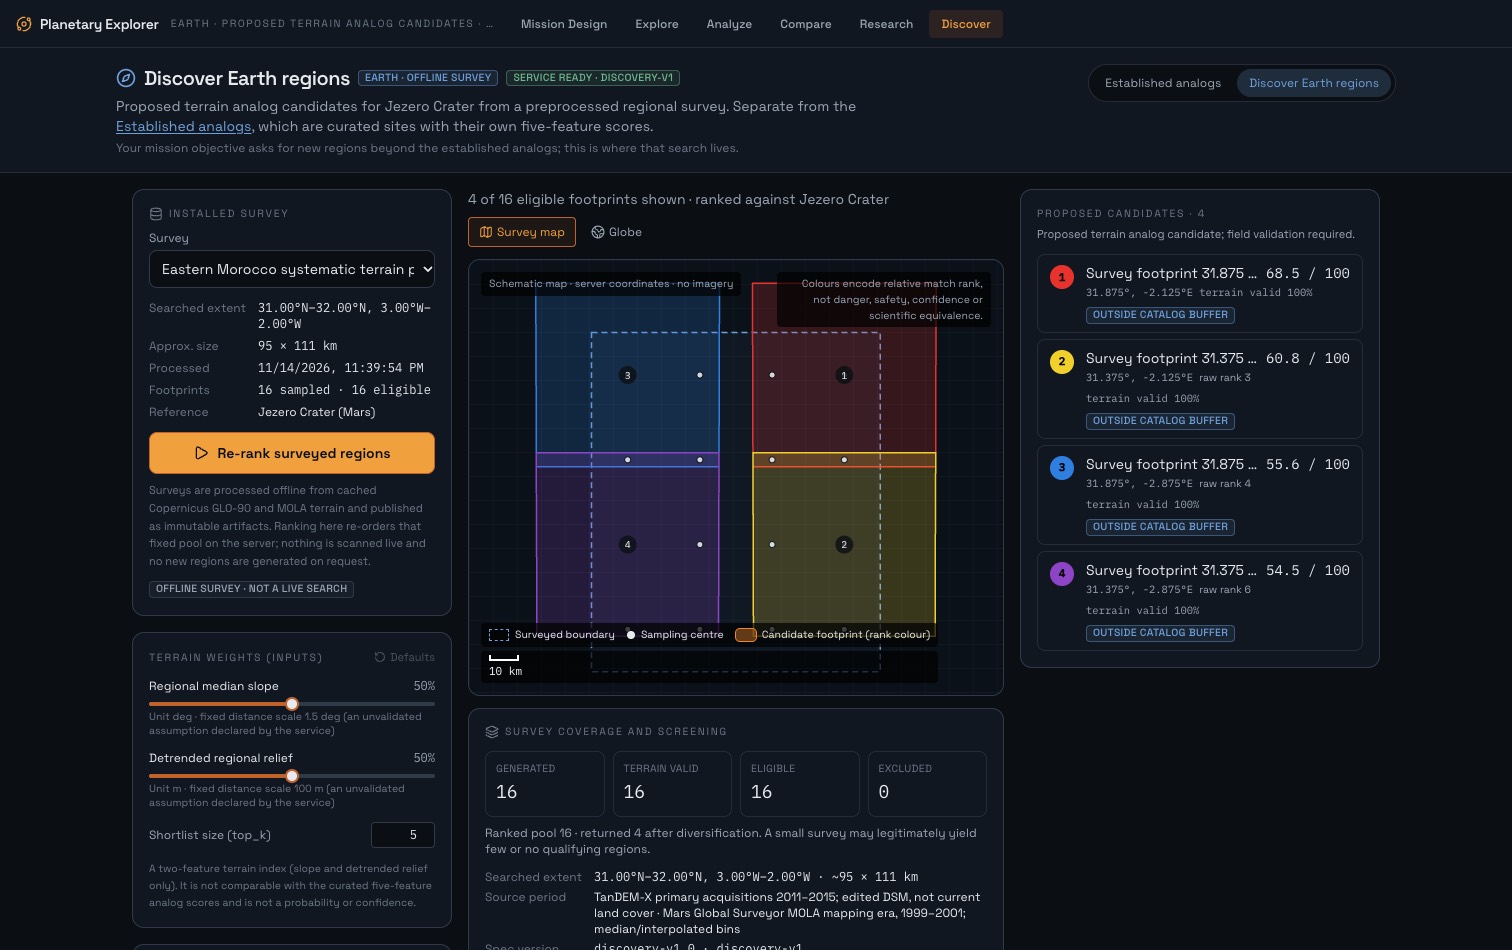 Planetary Explorer
EARTH · PROPOSED TERRAIN ANALOG CANDIDATES · …
Mission Design
Explore
Analyze
Compare
Research
Discover
Discover Earth regions
EARTH · OFFLINE SURVEY
SERVICE READY · DISCOVERY-V1
Proposed terrain analog candidates for Jezero Crater from a preprocessed regional survey. Separate from the
Established analogs, which are curated sites with their own five-feature scores.
Your mission objective asks for new regions beyond the established analogs; this is where that search lives.
Established analogs
Discover Earth regions
INSTALLED SURVEY
Survey
Eastern Morocco systematic terrain p
Searched extent 31.00°N–32.00°N, 3.00°W–
2.00°W
Approx. size 95 × 111 km
Processed 11/14/2026, 11:39:54 PM
Footprints 16 sampled · 16 eligible
Reference Jezero Crater (Mars)
Re-rank surveyed regions
Surveys are processed offline from cached
Copernicus GLO-90 and MOLA terrain and published
as immutable artifacts. Ranking here re-orders that
fixed pool on the server; nothing is scanned live and
no new regions are generated on request.
OFFLINE SURVEY · NOT A LIVE SEARCH
TERRAIN WEIGHTS (INPUTS)
Defaults
Regional median slope 50%
Unit deg · fixed distance scale 1.5 deg (an unvalidated
assumption declared by the service)
Detrended regional relief 50%
Unit m · fixed distance scale 100 m (an unvalidated
assumption declared by the service)
Shortlist size (top_k) 5
A two-feature terrain index (slope and detrended relief
only). It is not comparable with the curated five-feature
analog scores and is not a probability or confidence.
4 of 16 eligible footprints shown · ranked against Jezero Crater
Survey map
Globe
Schematic map · server coordinates · no imagery
Colours encode relative match rank,
not danger, safety, confidence or
scientific equivalence.
3
1
4
2
Surveyed boundary
Sampling centre
Candidate footprint (rank colour)
10 km
SURVEY COVERAGE AND SCREENING
GENERATED
16
TERRAIN VALID
16
ELIGIBLE
16
EXCLUDED
0
Ranked pool 16 · returned 4 after diversification. A small survey may legitimately yield
few or no qualifying regions.
Searched extent 31.00°N–32.00°N, 3.00°W–2.00°W · ~95 × 111 km
Source period TanDEM-X primary acquisitions 2011–2015; edited DSM, not current
land cover · Mars Global Surveyor MOLA mapping era, 1999–2001;
median/interpolated bins
Spec version discovery-v1.0 · discovery-v1
PROPOSED CANDIDATES · 4
Proposed terrain analog candidate; field validation required.
1
Survey footprint 31.875 … 68.5 / 100
31.875°, -2.125°E terrain valid 100%
OUTSIDE CATALOG BUFFER
2
Survey footprint 31.375 … 60.8 / 100
31.375°, -2.125°E raw rank 3
terrain valid 100%
OUTSIDE CATALOG BUFFER
3
Survey footprint 31.875 … 55.6 / 100
31.875°, -2.875°E raw rank 4
terrain valid 100%
OUTSIDE CATALOG BUFFER
4
Survey footprint 31.375 … 54.5 / 100
31.375°, -2.875°E raw rank 6
terrain valid 100%
OUTSIDE CATALOG BUFFER